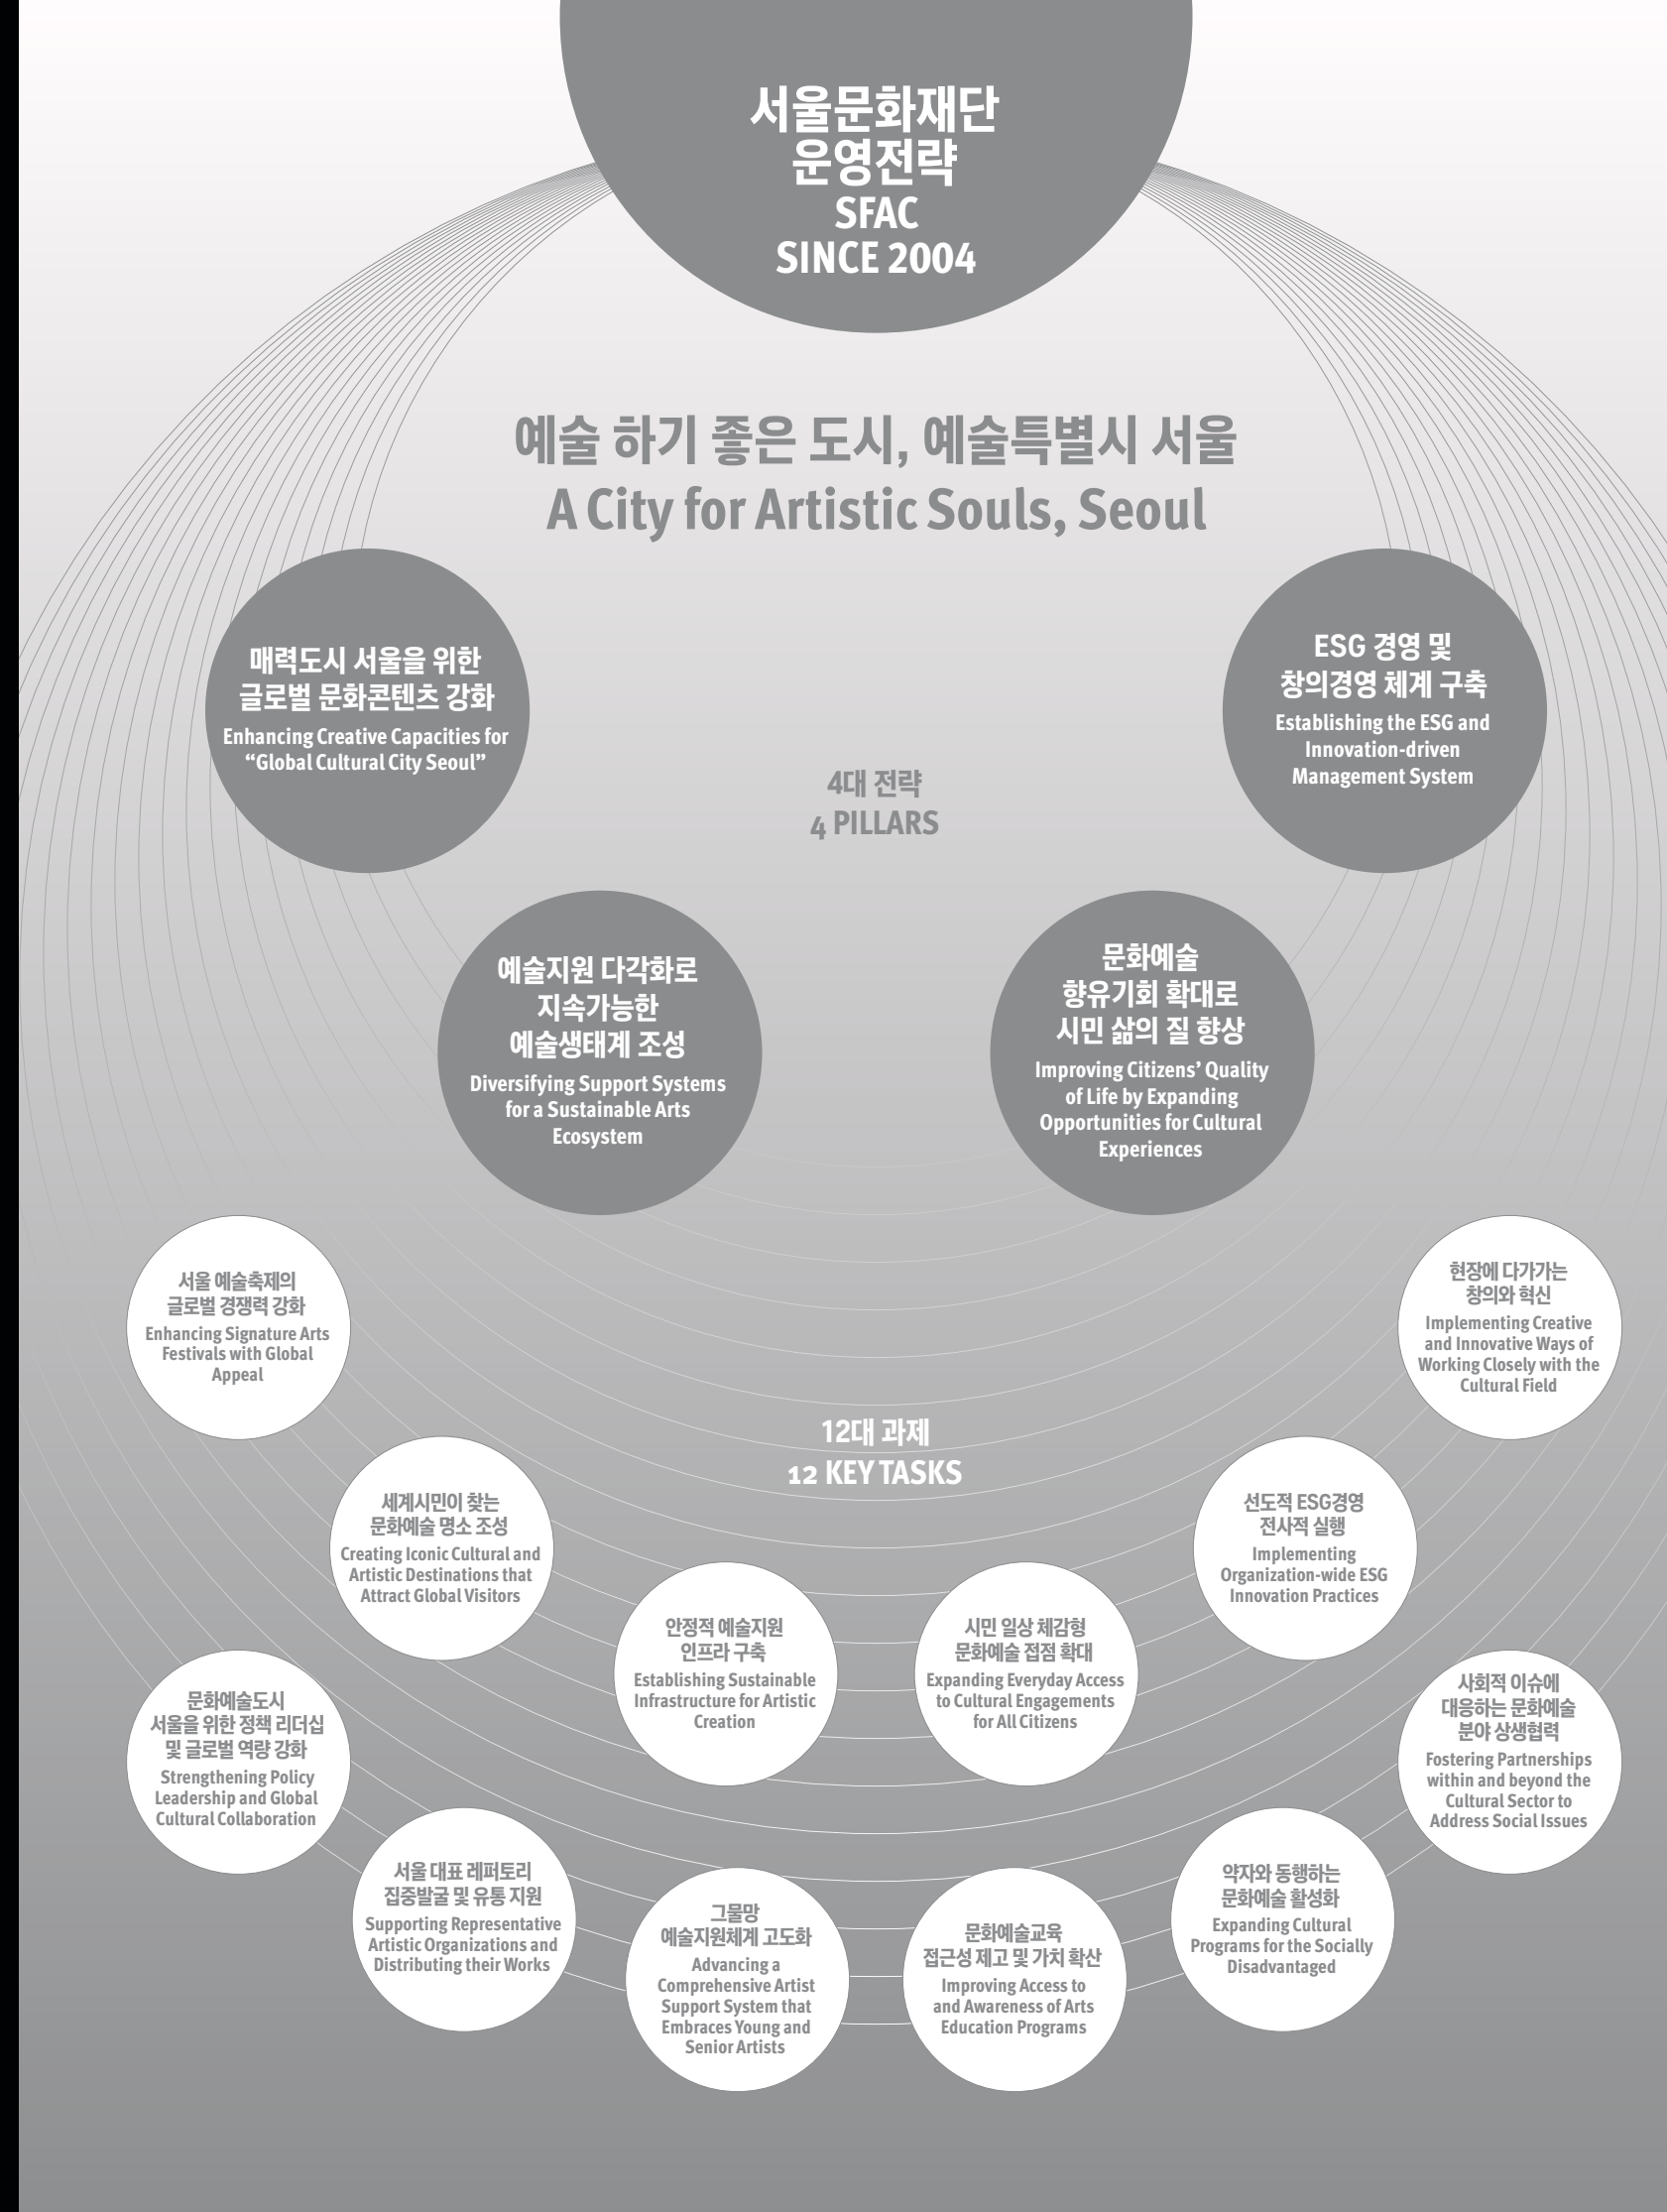 서울문화재단
운영전략
SFAC
SINCE 2004
예술 하기 좋은 도시, 예술특별시 서울
A City for Artistic Souls, Seoul
매력도시 서울을 위한
글로벌 문화콘텐츠 강화
Enhancing Creative Capacities for
“Global Cultural City Seoul”
ESG 경영 및
창의경영 체계 구축
Establishing the ESG and
Innovation-driven
Management System
4대 전략
4 PILLARS
예술지원 다각화로
지속가능한
예술생태계 조성
Diversifying Support Systems
for a Sustainable Arts
Ecosystem
문화예술
향유기회 확대로
시민 삶의 질 향상
Improving Citizens’ Quality
of Life by Expanding
Opportunities for Cultural
Experiences
서울 예술축제의
글로벌 경쟁력 강화
Enhancing Signature Arts
Festivals with Global
Appeal
현장에 다가가는
창의와 혁신
Implementing Creative
and Innovative Ways of
Working Closely with the
Cultural Field
12대 과제
12 KEY TASKS
세계시민이 찾는
문화예술 명소 조성
Creating Iconic Cultural and
Artistic Destinations that
Attract Global Visitors
선도적 ESG경영
전사적 실행
Implementing
Organization-wide ESG
Innovation Practices
안정적 예술지원
인프라 구축
Establishing Sustainable
Infrastructure for Artistic
Creation
시민 일상 체감형
문화예술 접점 확대
Expanding Everyday Access
to Cultural Engagements
for All Citizens
문화예술도시
서울을 위한 정책 리더십
및 글로벌 역량 강화
Strengthening Policy
Leadership and Global
Cultural Collaboration
사회적 이슈에
대응하는 문화예술
분야 상생협력
Fostering Partnerships
within and beyond the
Cultural Sector to
Address Social Issues
서울 대표 레퍼토리
집중발굴 및 유통 지원
Supporting Representative
Artistic Organizations and
Distributing their Works
그물망
예술지원체계 고도화
Advancing a
Comprehensive Artist
Support System that
Embraces Young and
Senior Artists
문화예술교육
접근성 제고 및 가치 확산
Improving Access to
and Awareness of Arts
Education Programs
약자와 동행하는
문화예술 활성화
Expanding Cultural
Programs for the Socially
Disadvantaged